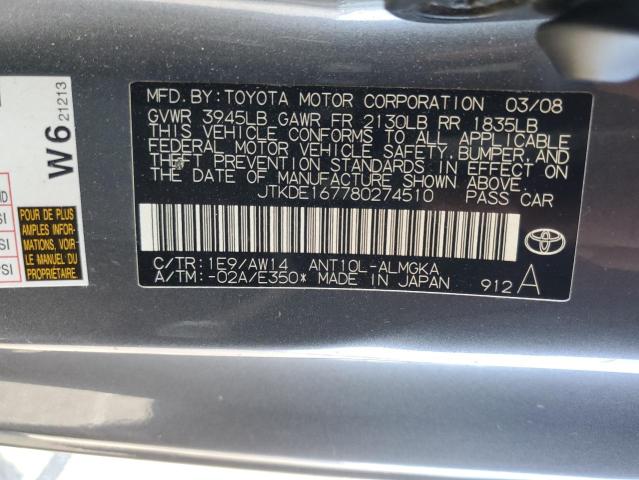 MFD. BY: TOYOTA MOTOR CORPORATION 03/08
GVWR 3945LB GAWR FR 2130LB RR 1835LB
THIS VEHICLE CONFORMS TO ALL APPLICABLE
FEDERAL MOTOR VEHICLE SAFETY, BUMPER, AND
THEFT PREVENTION STANDARDS IN EFFECT ON
THE DATE OF MANUFACTURE SHOWN ABOVE.
JTKDE167780274510 PASS CAR
C/TR: 1E9/AW14 ANT10L-ALMGKA
A/TM: -02A/E350* MADE IN JAPAN
912 A
TOYOTA
W6 21213
POUR DE PLUS
AMPLES INFOR-
MATIONS, VOIR
LE MANUEL DU
PROPRIÉTAIRE